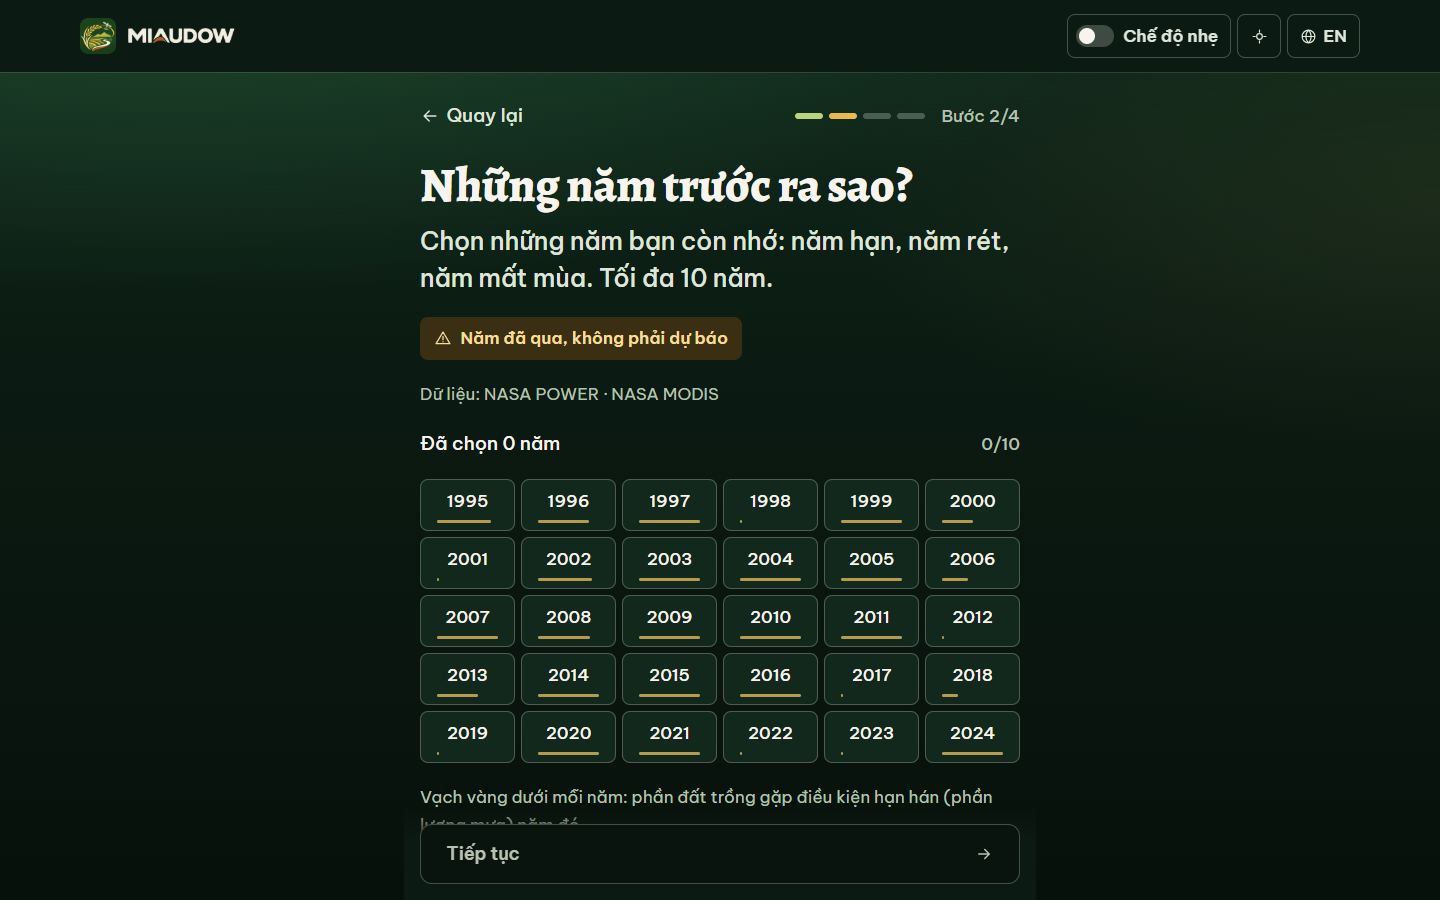 MIAUDOW
Chế độ nhẹ
EN
Quay lại
Bước 2/4
Những năm trước ra sao?
Chọn những năm bạn còn nhớ: năm hạn, năm rét,
năm mất mùa. Tối đa 10 năm.
Năm đã qua, không phải dự báo
Dữ liệu: NASA POWER · NASA MODIS
Đã chọn 0 năm
0/10
1995 1996 1997 1998 1999 2000
2001 2002 2003 2004 2005 2006
2007 2008 2009 2010 2011 2012
2013 2014 2015 2016 2017 2018
2019 2020 2021 2022 2023 2024
Vạch vàng dưới mỗi năm: phần đất trồng gặp điều kiện hạn hán (phần
lượng mưa) năm đó
Tiếp tục